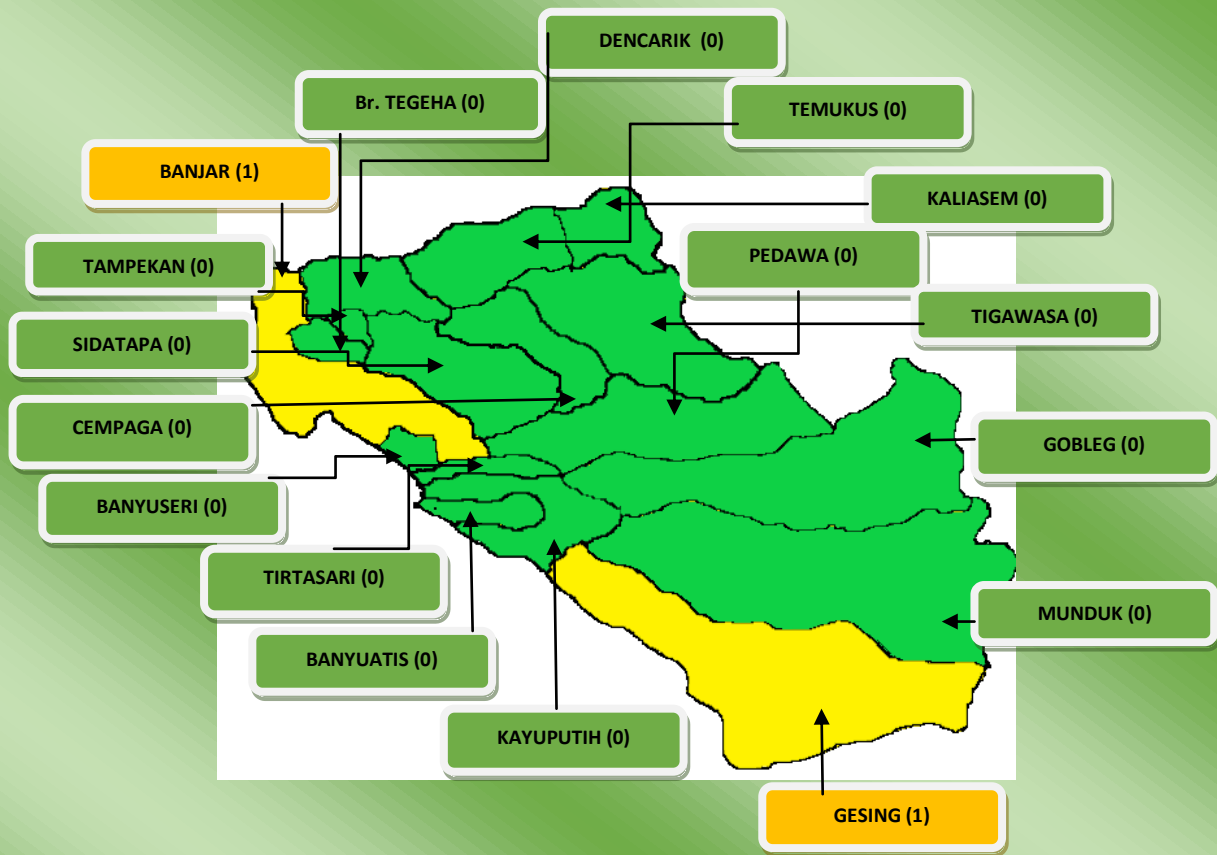 DENCARIK (0)
Br. TEGEHA (0)
TEMUKUS (0)
BANJAR (1)
KALIASEM (0)
TAMPEKAN (0)
PEDAWA (0)
SIDATAPA (0)
TIGAWASA (0)
CEMPAGA (0)
GOBLEG (0)
BANYUSERI (0)
TIRTASARI (0)
MUNDUK (0)
BANYUATIS (0)
KAYUPUTIH (0)
GESING (1)